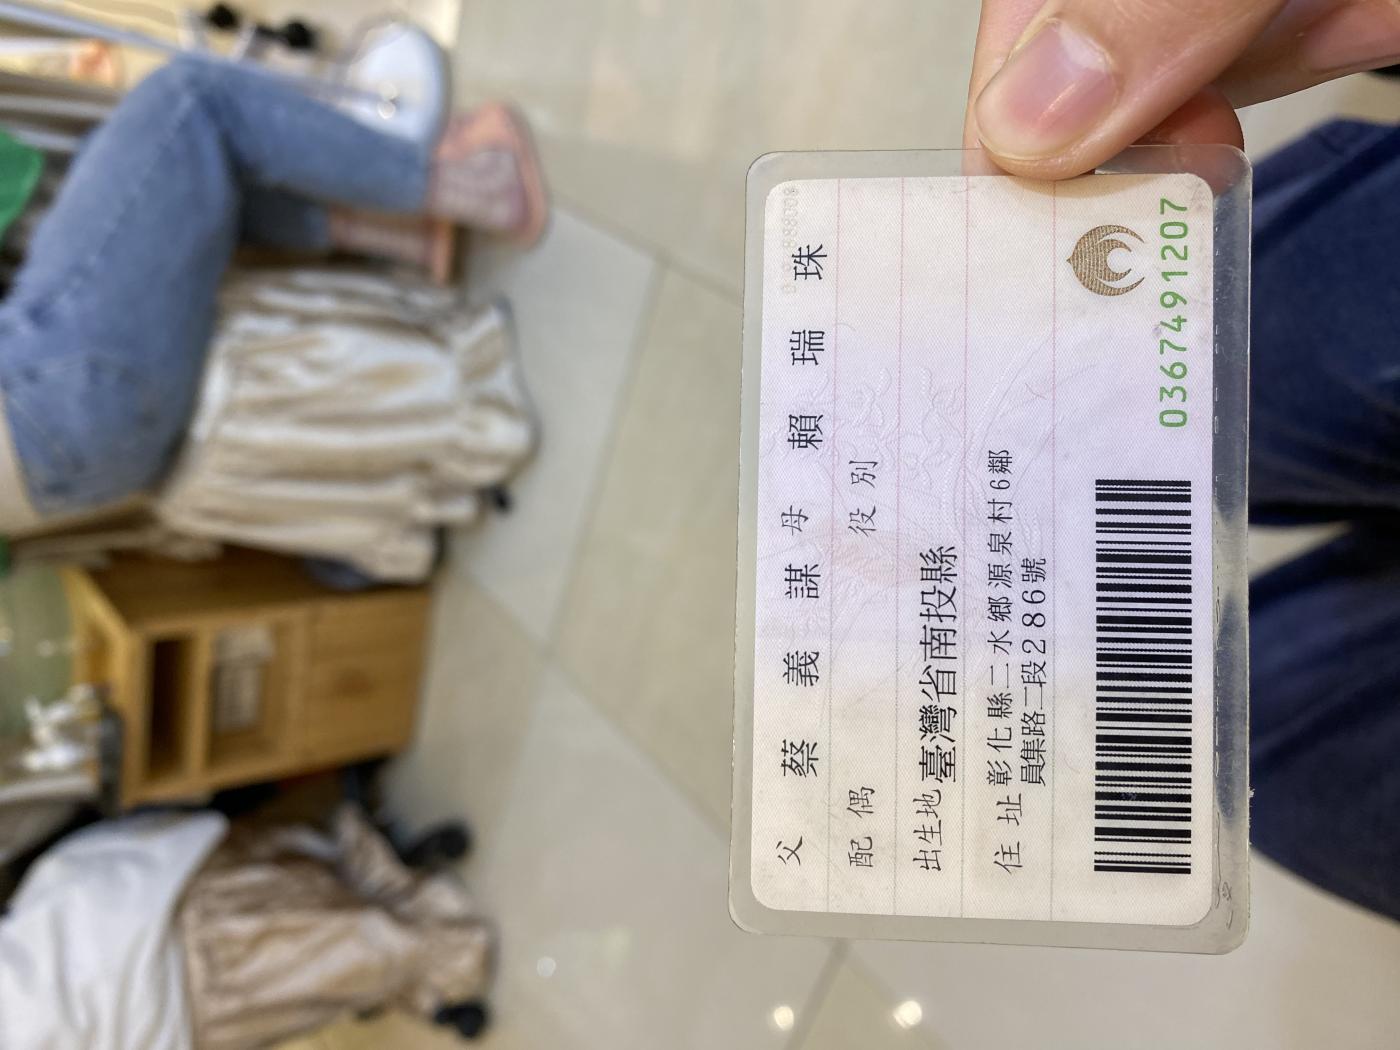 父 蔡義謀 母 賴瑞珠
配偶 役別
出生地 臺灣省南投縣
住址 彰化縣二水鄉源泉村6鄰
員集路二段286號
0367491207